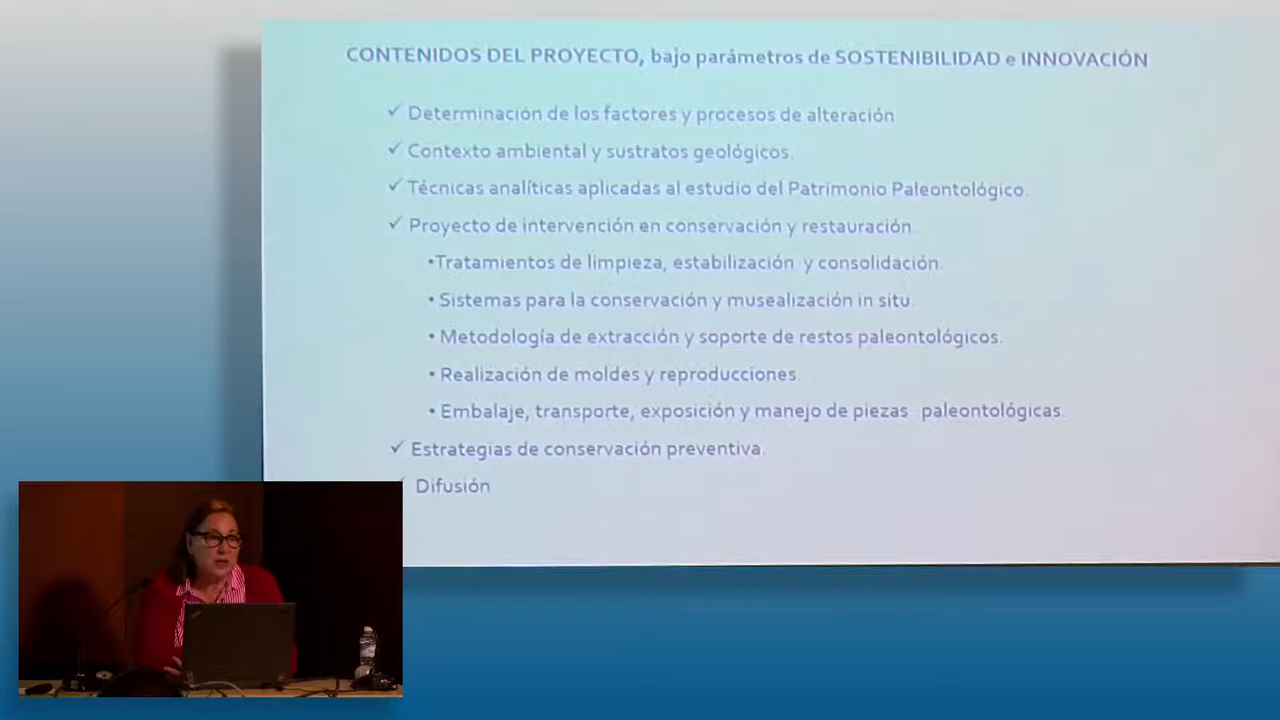 CONTENIDOS DEL PROYECTO, bajo parámetros de SOSTENIBILIDAD e INNOVACIÓN
✓ Determinación de los factores y procesos de alteración
✓ Contexto ambiental y sustratos geológicos.
✓ Técnicas analíticas aplicadas al estudio del Patrimonio Paleontológico.
✓ Proyecto de intervención en conservación y restauración.
•Tratamientos de limpieza, estabilización y consolidación.
• Sistemas para la conservación y musealización in situ.
• Metodología de extracción y soporte de restos paleontológicos.
• Realización de moldes y reproducciones.
• Embalaje, transporte, exposición y manejo de piezas paleontológicas.
✓ Estrategias de conservación preventiva.
✓ Difusión